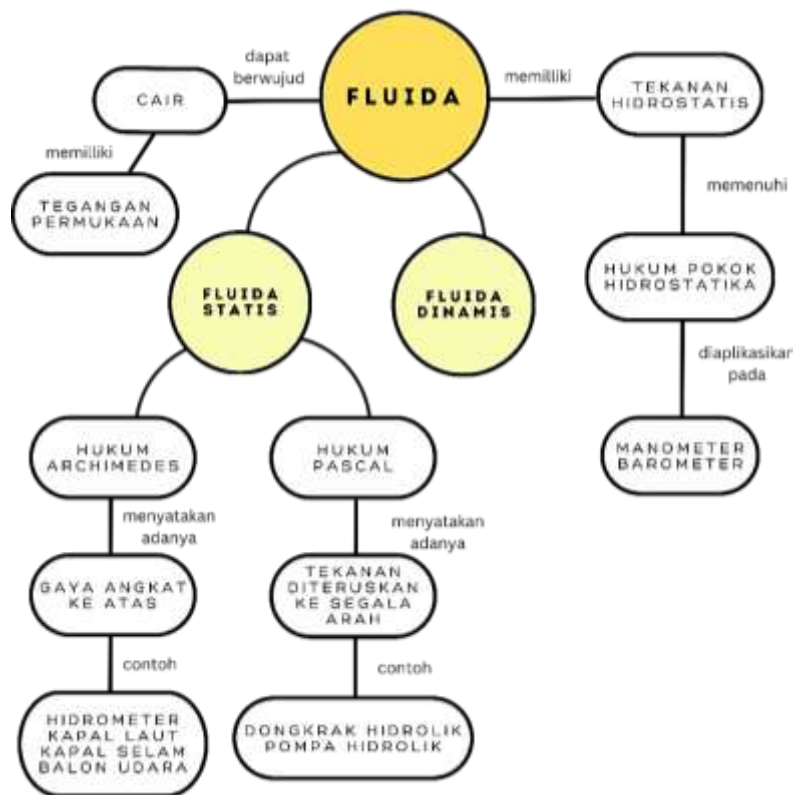 FLUIDA
dapat
berwujud
CAIR
memilliki
TEGANGAN
PERMUKAAN
memilliki
TEKANAN
HIDROSTATIS
memenuhi
HUKUM POKOK
HIDROSTATIKA
diaplikasikan
pada
MANOMETER
BAROMETER
FLUIDA
STATIS
FLUIDA
DINAMIS
HUKUM
ARCHIMEDES
menyatakan
adanya
GAYA ANGKAT
KE ATAS
contoh
HIDROMETER
KAPAL LAUT
KAPAL SELAM
BALON UDARA
HUKUM
PASCAL
menyatakan
adanya
TEKANAN
DITERUSKAN
KE SEGALA
ARAH
contoh
DONGKRAK HIDROLIK
POMPA HIDROLIK